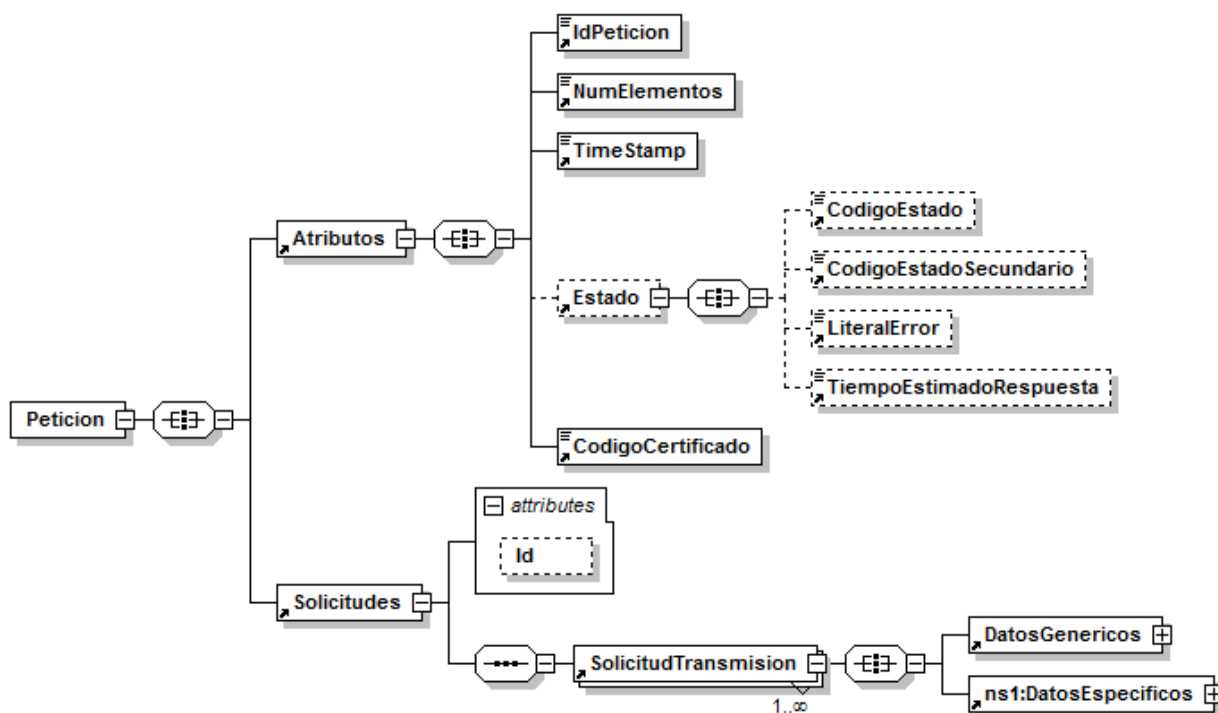 IdPeticion
NumElementos
TimeStamp
CodigoEstado
Atributos
CodigoEstadoSecundario
Estado
LiteralError
TiempoEstimadoRespuesta
Peticion
CodigoCertificado
attributes
Id
Solicitudes
DatosGenericos
SolicitudTransmision
ns1:DatosEspecificos
1..∞